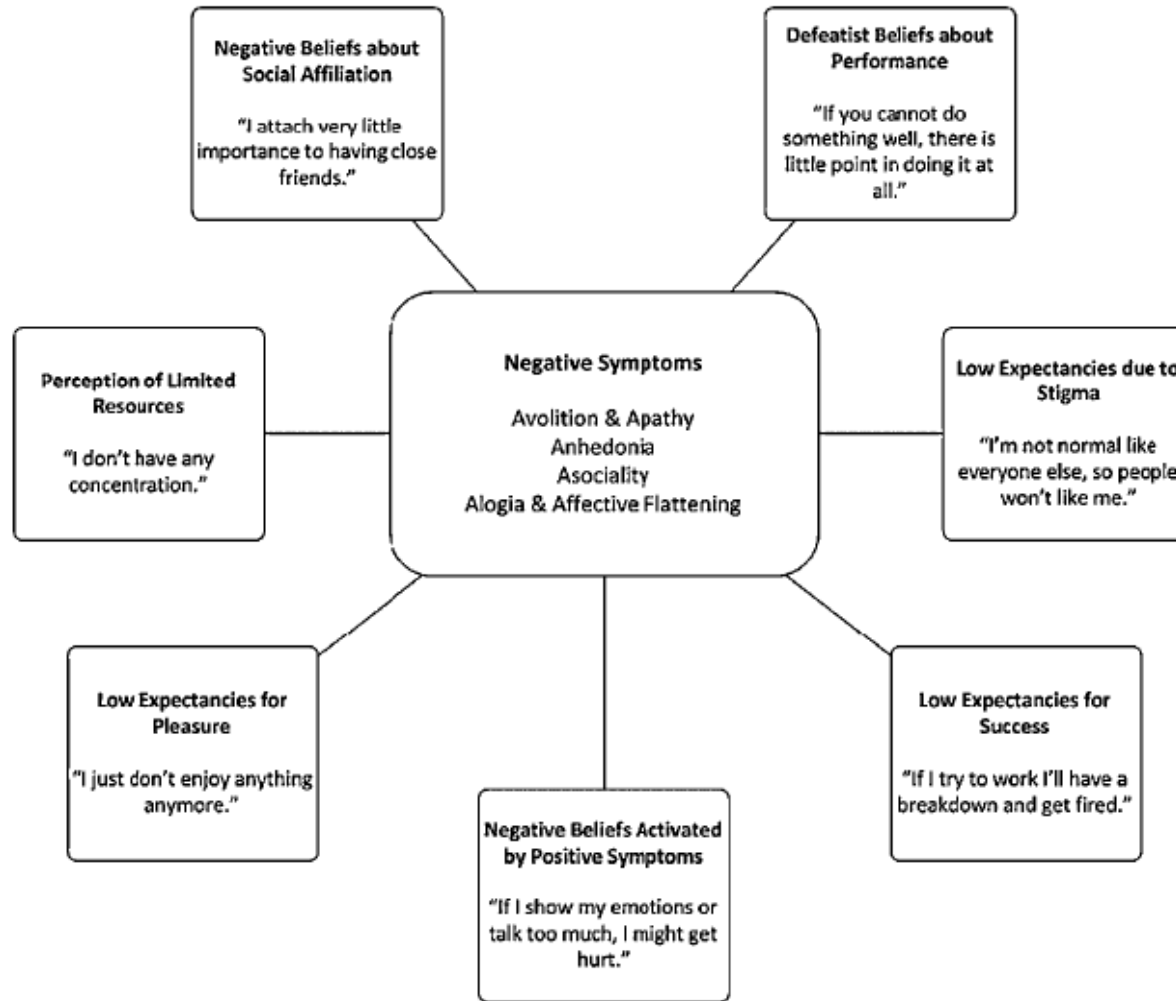 Negative Beliefs about
Social Affiliation
"I attach very little
importance to having close
friends."
Defeatist Beliefs about
Performance
"If you cannot do
something well, there is
little point in doing it at
all."
Perception of Limited
Resources
"I don't have any
concentration."
Negative Symptoms
Avolition & Apathy
Anhedonia
Asociality
Alogia & Affective Flattening
Low Expectancies due to
Stigma
"I'm not normal like
everyone else, so people
won't like me."
Low Expectancies for
Pleasure
"I just don't enjoy anything
anymore."
Negative Beliefs Activated
by Positive Symptoms
"If I show my emotions or
talk too much, I might get
hurt."
Low Expectancies for
Success
"If I try to work I'll have a
breakdown and get fired."